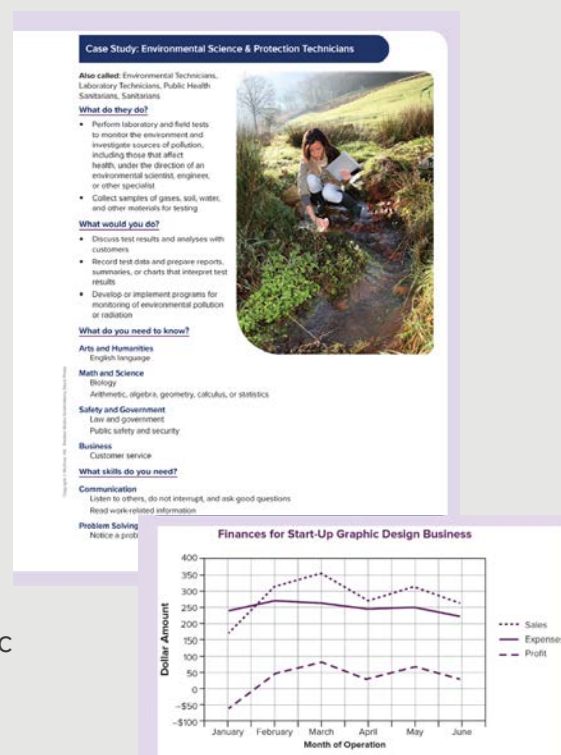 Case Study: Environmental Science & Protection Technicians
Also called: Environmental Technicians,
Laboratory Technicians, Public Health
Sanitarians, Sanitarians
What do they do?
• Perform laboratory and field tests
to monitor the environment and
investigate sources of pollution,
including those that affect
health, under the direction of an
environmental scientist, engineer,
or other specialist
• Collect samples of gases, soil, water,
and other materials for testing
What would you do?
• Discuss test results and analyses with
customers
• Record test data and prepare reports,
summaries, or charts that interpret test
results
• Develop or implement programs for
monitoring of environmental pollution
or radiation
What do you need to know?
Arts and Humanities
English language
Math and Science
Biology
Arithmetic, algebra, geometry, calculus, or statistics
Safety and Government
Law and government
Public safety and security
Business
Customer service
What skills do you need?
Communication
Listen to others, do not interrupt, and ask good questions
Read work-related information
Problem Solving
Notice a prob
c
Finances for Start-Up Graphic Design Business
Dollar Amount
400
350
300
250
200
150
100
50
0
–$50
–$100
January February March April May June
Month of Operation
Sales
Expenses
Profit